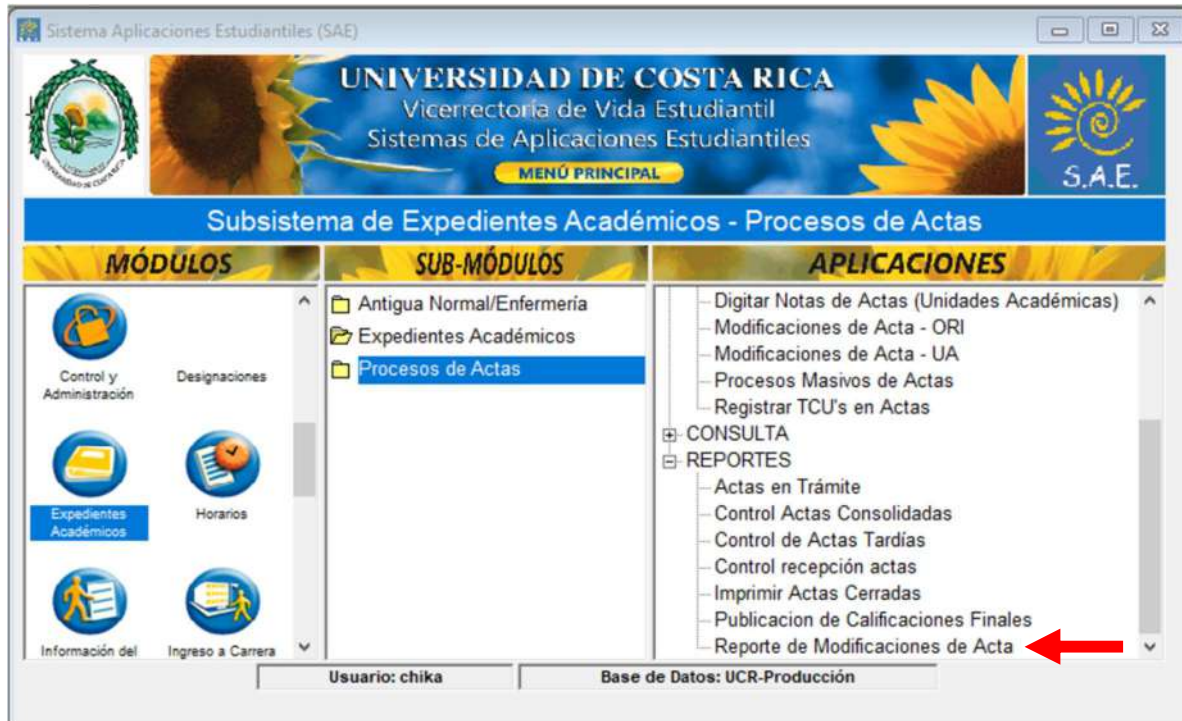 Sistema Aplicaciones Estudiantiles (SAE)
UNIVERSIDAD DE COSTA RICA
Vicerrectoría de Vida Estudiantil
Sistemas de Aplicaciones Estudiantiles
MENÚ PRINCIPAL
S.A.E.
Subsistema de Expedientes Académicos - Procesos de Actas
MÓDULOS
SUB-MÓDULOS
APLICACIONES
Control y
Administración
Designaciones
Expedientes
Académicos
Horarios
Información del
Ingreso a Carrera
Antigua Normal/Enfermería
Expedientes Académicos
Procesos de Actas
Digitar Notas de Actas (Unidades Académicas)
Modificaciones de Acta - ORI
Modificaciones de Acta - UA
Procesos Masivos de Actas
Registrar TCU's en Actas
CONSULTA
REPORTES
Actas en Trámite
Control Actas Consolidadas
Control de Actas Tardías
Control recepción actas
Imprimir Actas Cerradas
Publicacion de Calificaciones Finales
Reporte de Modificaciones de Acta
Usuario: chika
Base de Datos: UCR-Producción